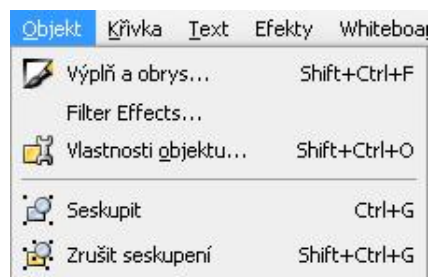 Objekt Křivka Text Efekty
Výplň a obrys... Shift+Ctrl+F
Filter Effects...
Vlastnosti objektu... Shift+Ctrl+O
Seskupit Ctrl+G
Zrušit seskupení Shift+Ctrl+G